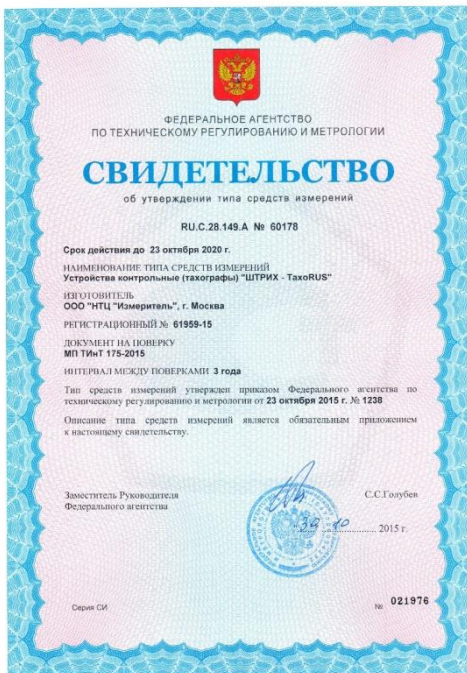 ФЕДЕРАЛЬНОЕ АГЕНТСТВО
ПО ТЕХНИЧЕСКОМУ РЕГУЛИРОВАНИЮ И МЕТРОЛОГИИ
СВИДЕТЕЛЬСТВО
об утверждении типа средств измерений
RU.C.28.149.A № 60178
Срок действия до 23 октября 2020 г.
НАИМЕНОВАНИЕ ТИПА СРЕДСТВ ИЗМЕРЕНИЙ
Устройства контрольные (тахографы) "ШТРИХ - ТахоRUS"
ИЗГОТОВИТЕЛЬ
ООО "НТЦ "Измеритель", г. Москва
РЕГИСТРАЦИОННЫЙ № 61959-15
ДОКУМЕНТ НА ПОВЕРКУ
МП ТИнТ 175-2015
ИНТЕРВАЛ МЕЖДУ ПОВЕРКАМИ 3 года
Тип средств измерений утвержден приказом Федерального агентства по
техническому регулированию и метрологии от 23 октября 2015 г. № 1238
Описание типа средств измерений является обязательным приложением
к настоящему свидетельству.
Заместитель Руководителя
Федерального агентства
С.С.Голубев
10 2015 г.
Серия СИ
№ 021976